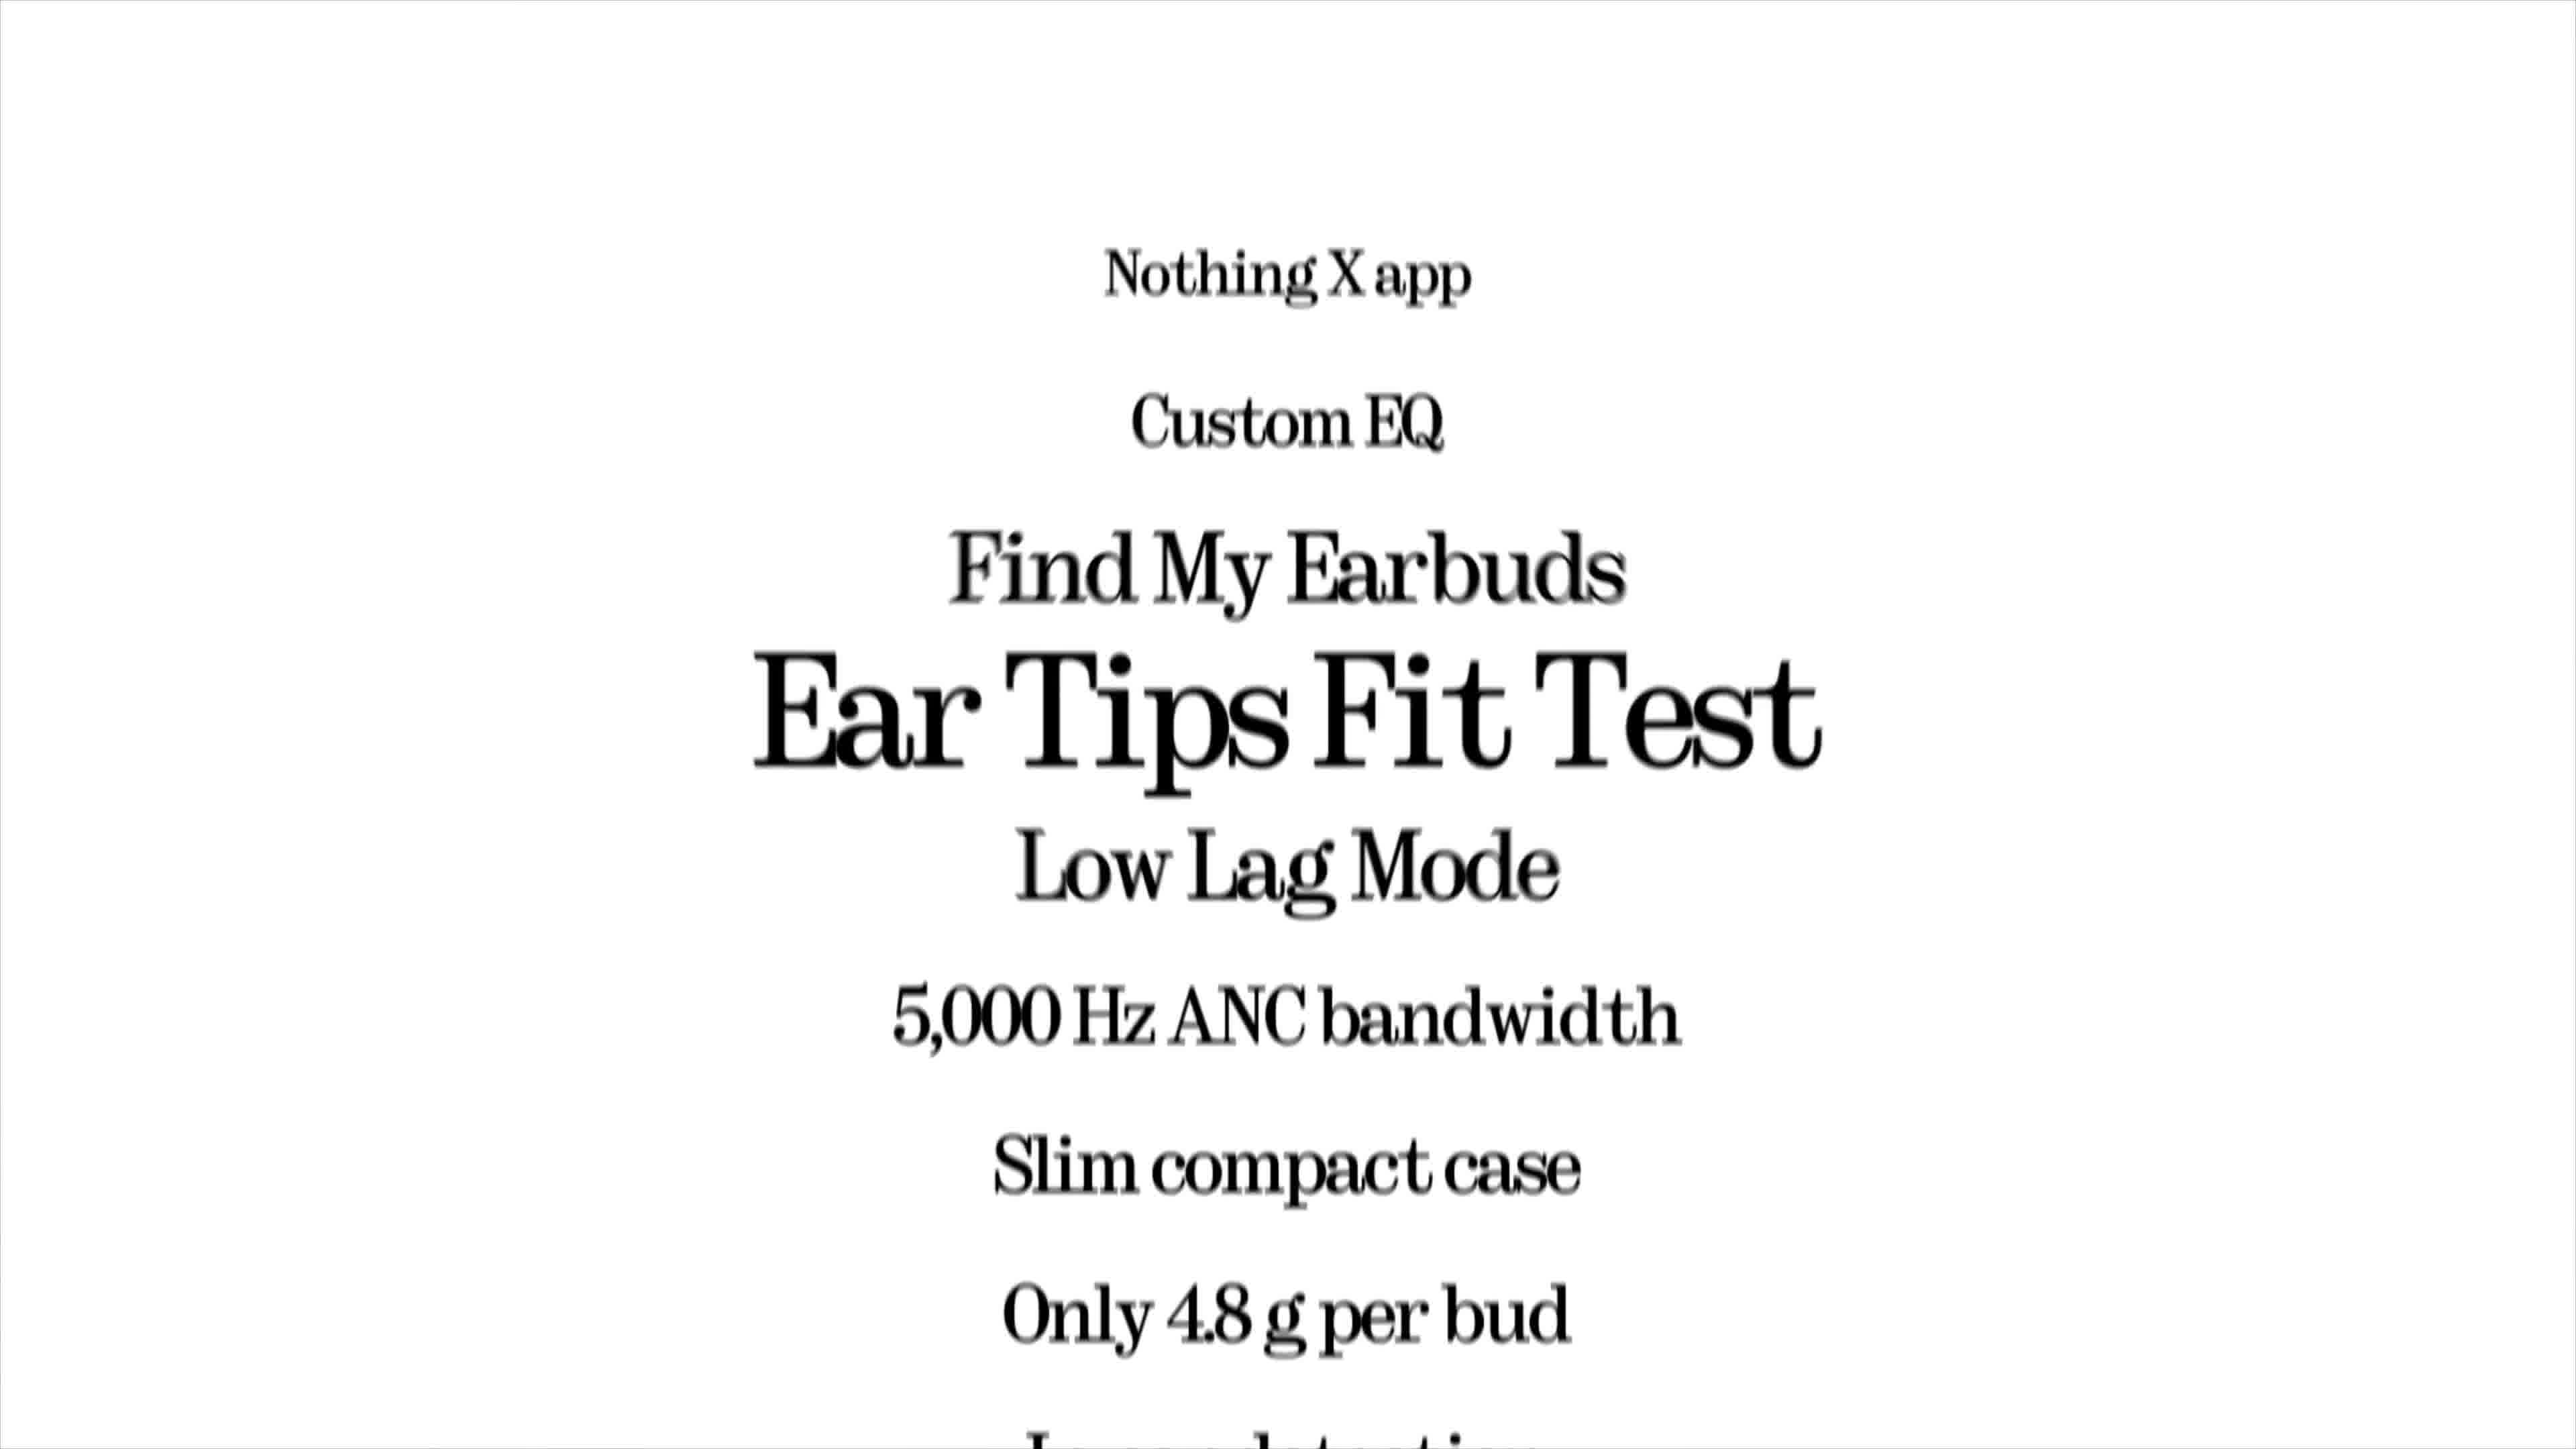 Nothing X app
Custom EQ
Find My Earbuds
Ear Tips Fit Test
Low Lag Mode
5,000 Hz ANC bandwidth
Slim compact case
Only 4.8 g per bud